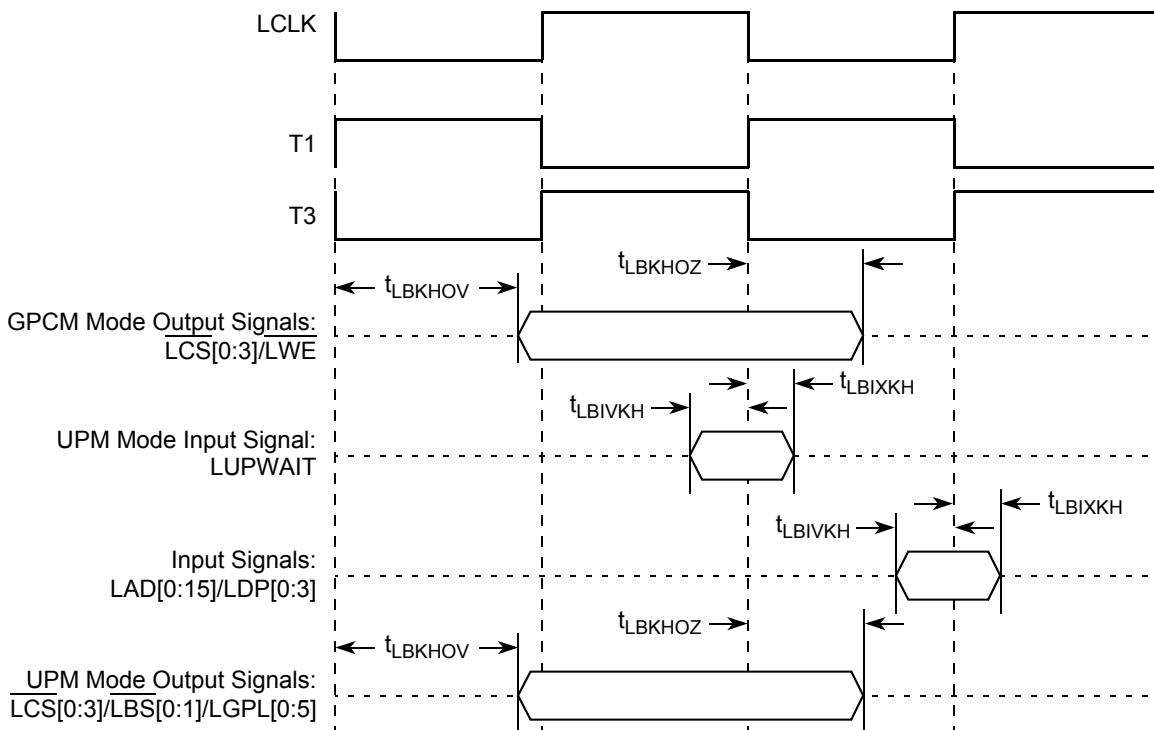 LCLK
T1
T3
tLBKHOZ
tLBKHOV
GPCM Mode Output Signals:
LCS[0:3]/LWE
tLBIXKH
tLBIVKH
UPM Mode Input Signal:
LUPWAIT
tLBIXKH
tLBIVKH
Input Signals:
LAD[0:15]/LDP[0:3]
tLBKHOZ
tLBKHOV
UPM Mode Output Signals:
LCS[0:3]/LBS[0:1]/LGPL[0:5]